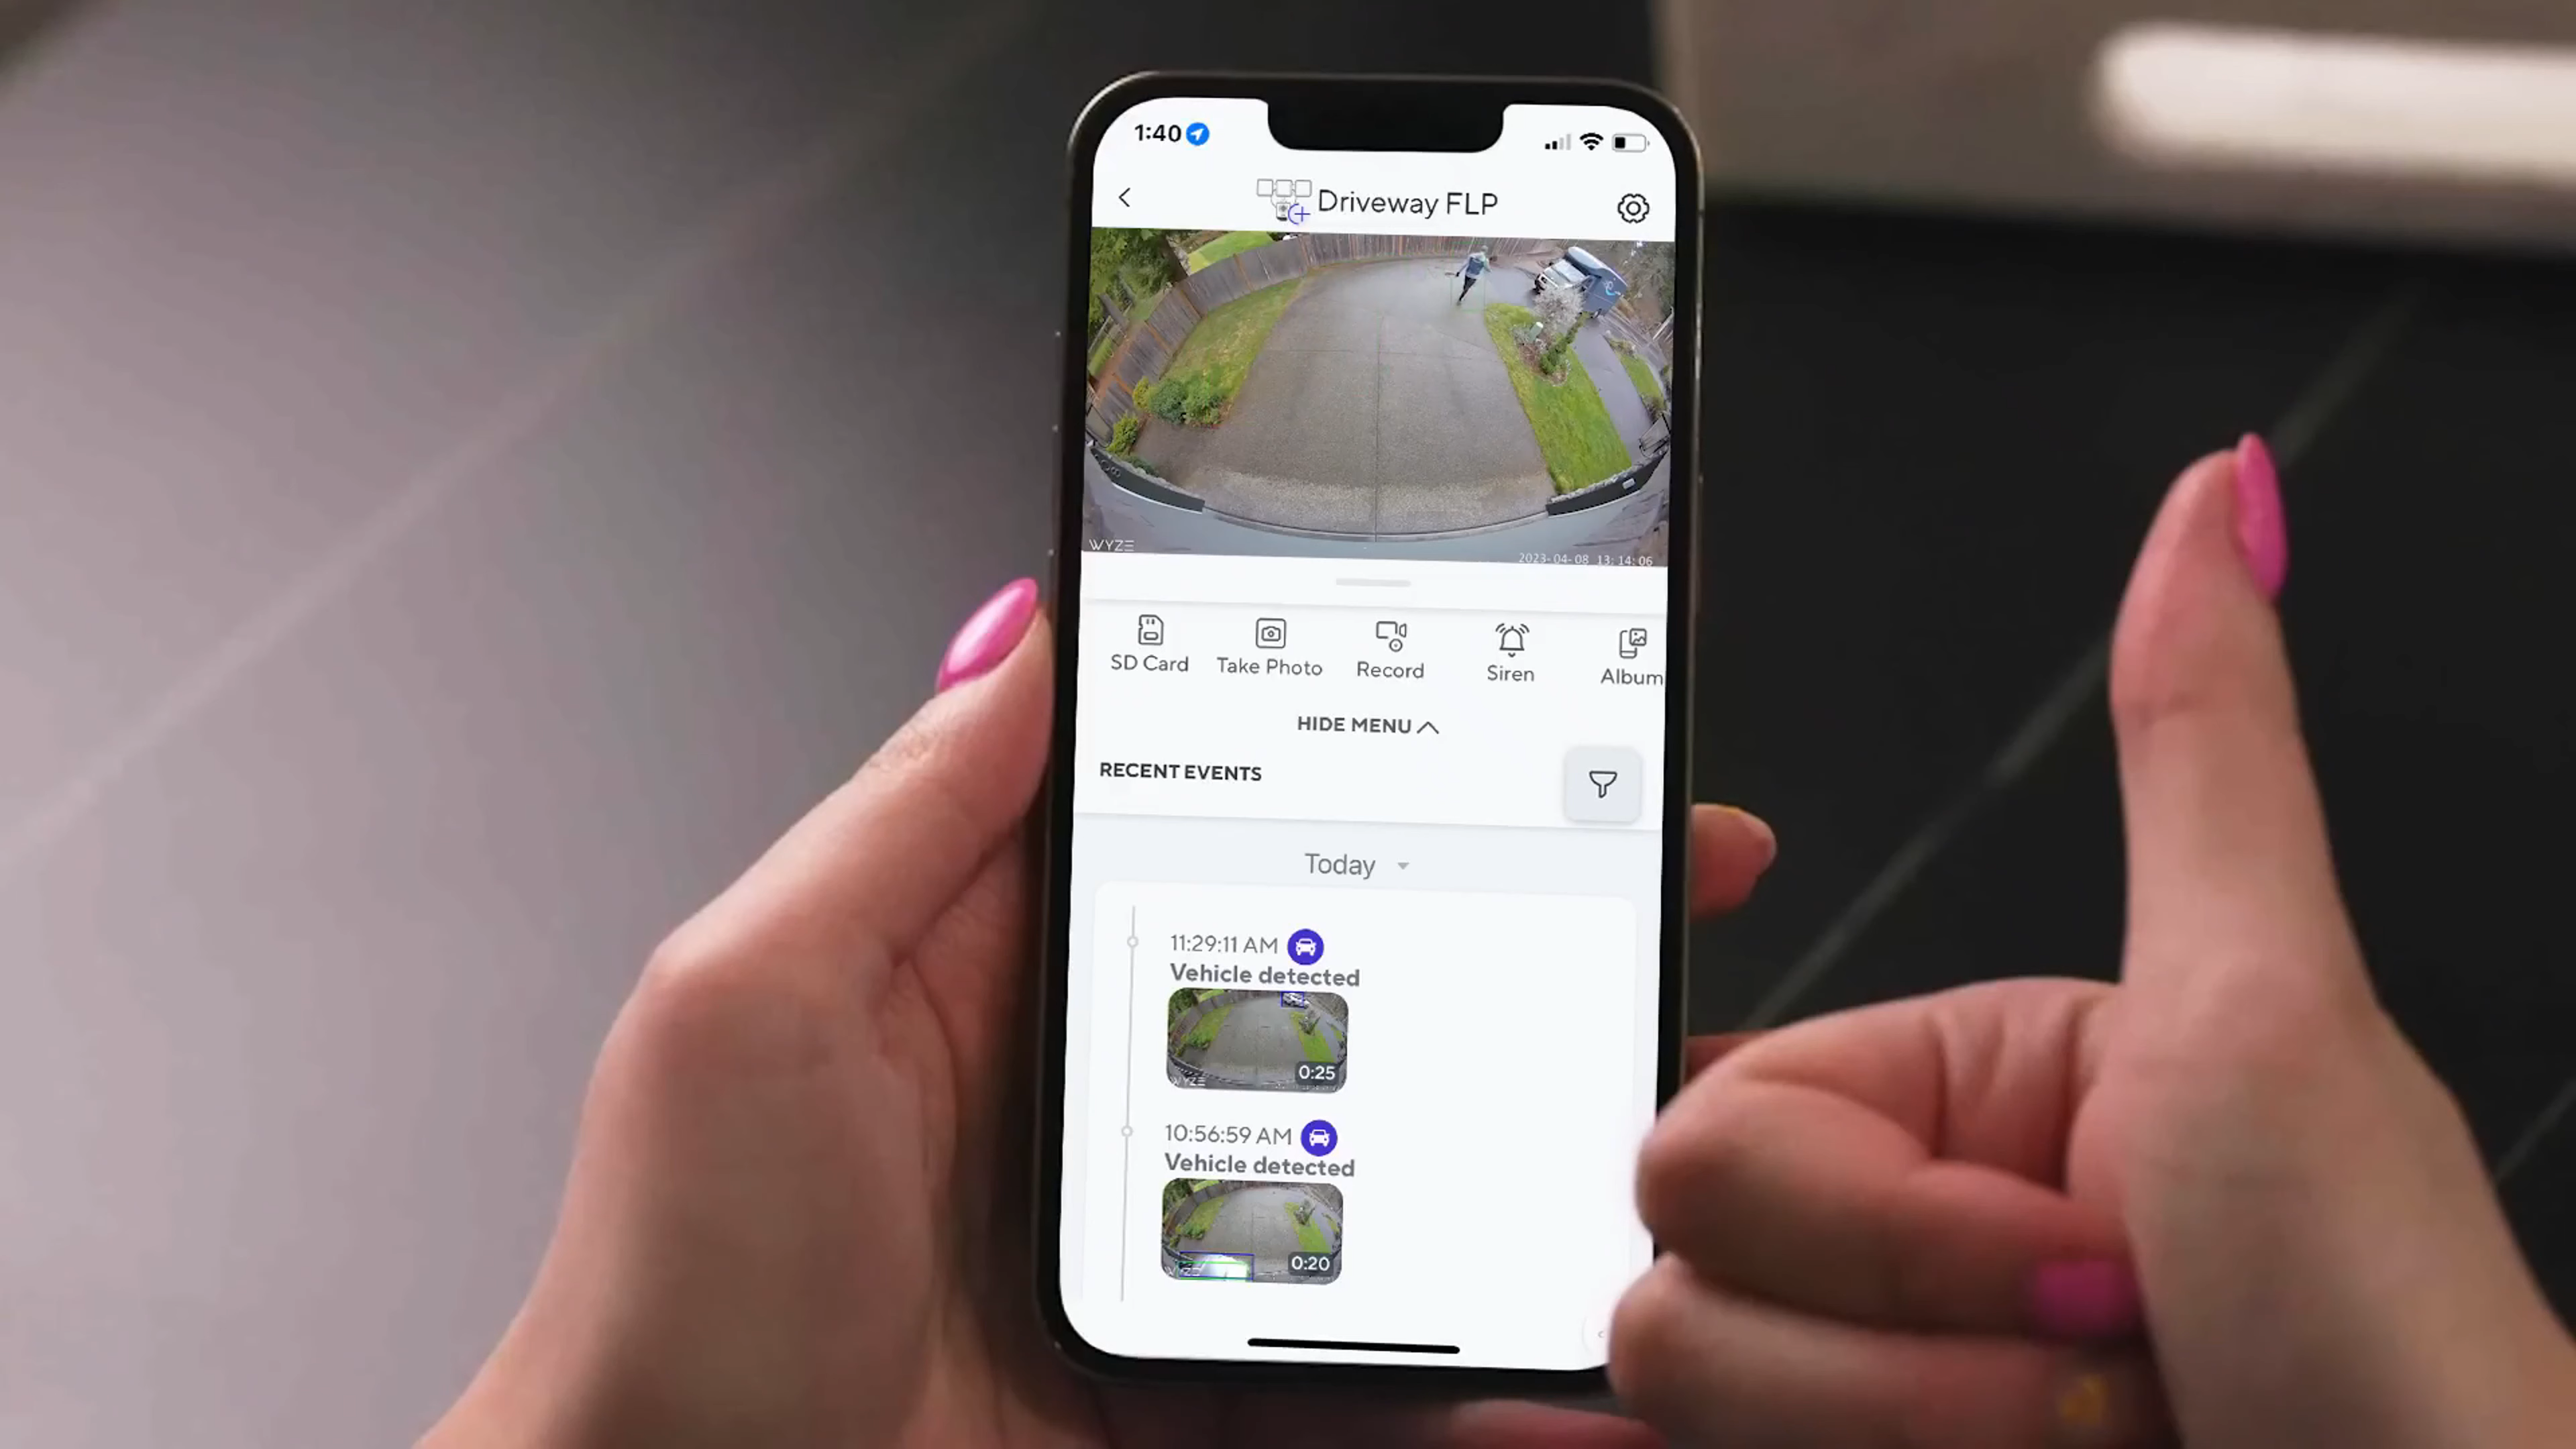 1:40
Driveway FLP
WYZE
2023-04-08 13:14:06
SD Card
Take Photo
Record
Siren
Album
HIDE MENU
RECENT EVENTS
Today
11:29:11 AM
Vehicle detected
WYZE
0:25
10:56:59 AM
Vehicle detected
WYZE
0:20